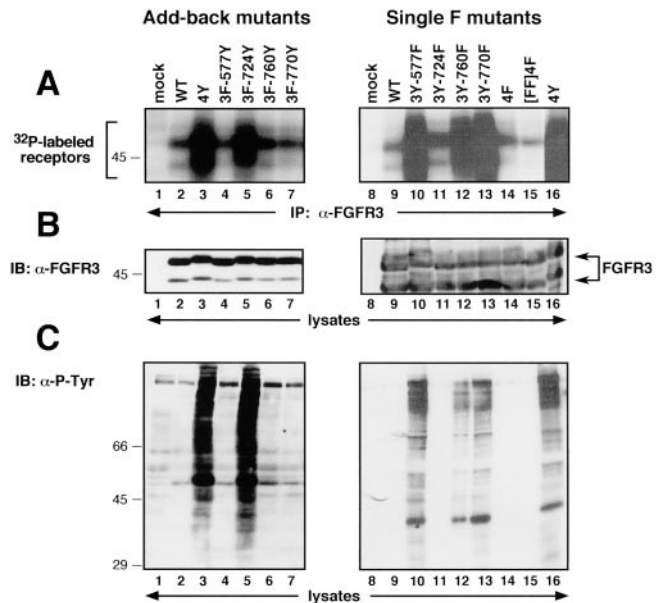 Add-back mutants
Single F mutants
mock
WT
4Y
3F-577Y
3F-724Y
3F-760Y
3F-770Y
mock
WT
3Y-577F
3Y-724F
3Y-760F
3Y-770F
4F
[FF]4F
4Y
A
32P-labeled
receptors
45
1 2 3 4 5 6 7
8 9 10 11 12 13 14 15 16
IP: α-FGFR3
B
IB: α-FGFR3
45
FGFR3
1 2 3 4 5 6 7
8 9 10 11 12 13 14 15 16
lysates
C
IB: α-P-Tyr
66
45
29
1 2 3 4 5 6 7
8 9 10 11 12 13 14 15 16
lysates